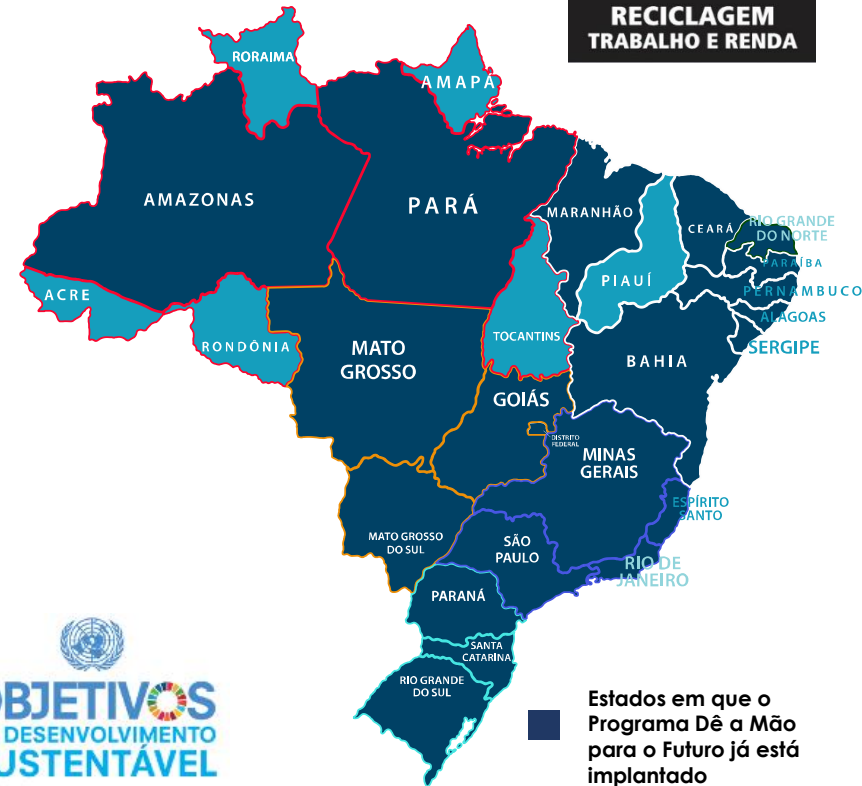 RECICLAGEM
TRABALHO E RENDA
RORAIMA
AMAPÁ
AMAZONAS
PARÁ
MARANHÃO
CEARÁ
RIO GRANDE
DO NORTE
PARAÍBA
PIAUÍ
PERNAMBUCO
ACRE
ALAGOAS
RONDÔNIA
TOCANTINS
SERGIPE
MATO
GROSSO
BAHIA
GOIÁS
DISTRITO
FEDERAL
MINAS
GERAIS
ESPÍRITO
SANTO
MATO GROSSO
DO SUL
SÃO
PAULO
RIO DE
JANEIRO
PARANÁ
SANTA
CATARINA
RIO GRANDE
DO SUL
BJETIVOS
DESENVOLVIMENTO
USTENTÁVEL
Estados em que o
Programa Dê a Mão
para o Futuro já está
implantado